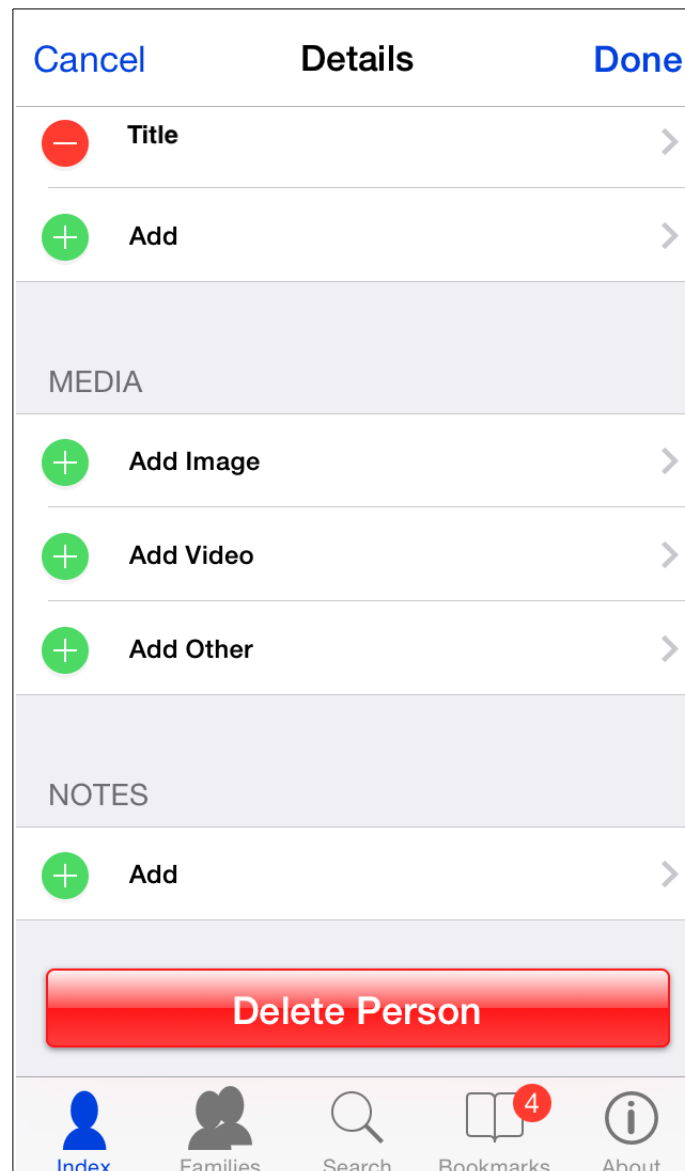 Cancel Details Done
Title
Add
MEDIA
Add Image
Add Video
Add Other
NOTES
Add
Delete Person
4
Index Families Search Bookmarks About